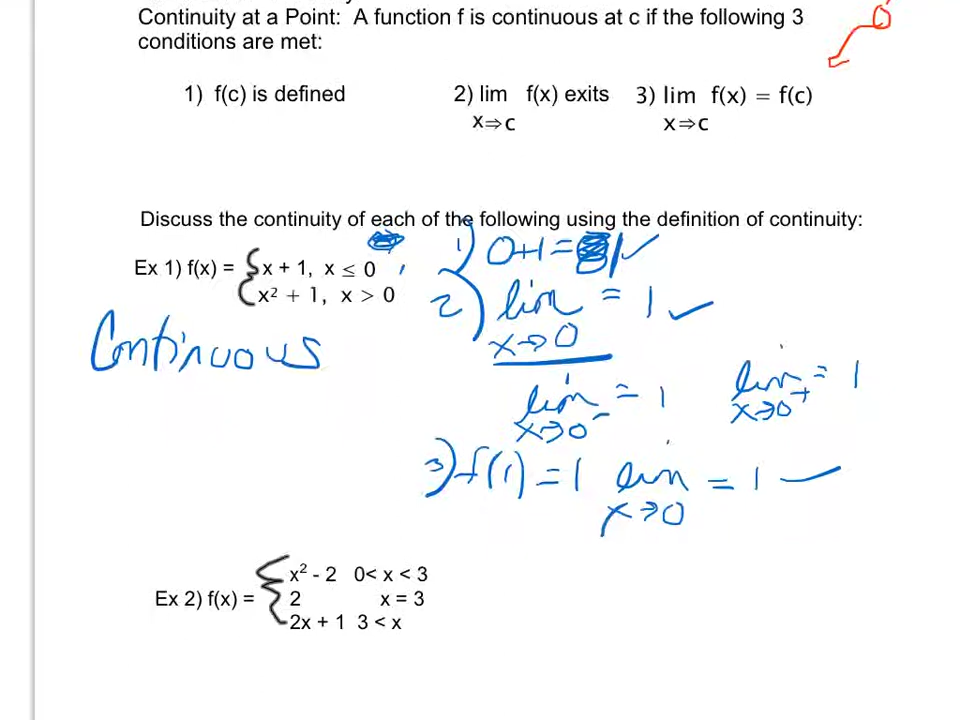 Continuity at a Point: A function f is continuous at c if the following 3
conditions are met:
1) f(c) is defined 2) lim f(x) exits 3) lim f(x) = f(c)
x⇒c x⇒c
Discuss the continuity of each of the following using the definition of continuity:
1) 0+1 = 1 ✓
Ex 1) f(x) = { x + 1, x ≤ 0
x² + 1, x > 0
2) lim = 1 ✓
x→0
Continuous
lim = 1 lim = 1
x→0⁻ x→0⁺
3) f(1) = 1 lim = 1 ✓
x→0
x² - 2 0< x < 3
Ex 2) f(x) = { 2 x = 3
2x + 1 3 < x